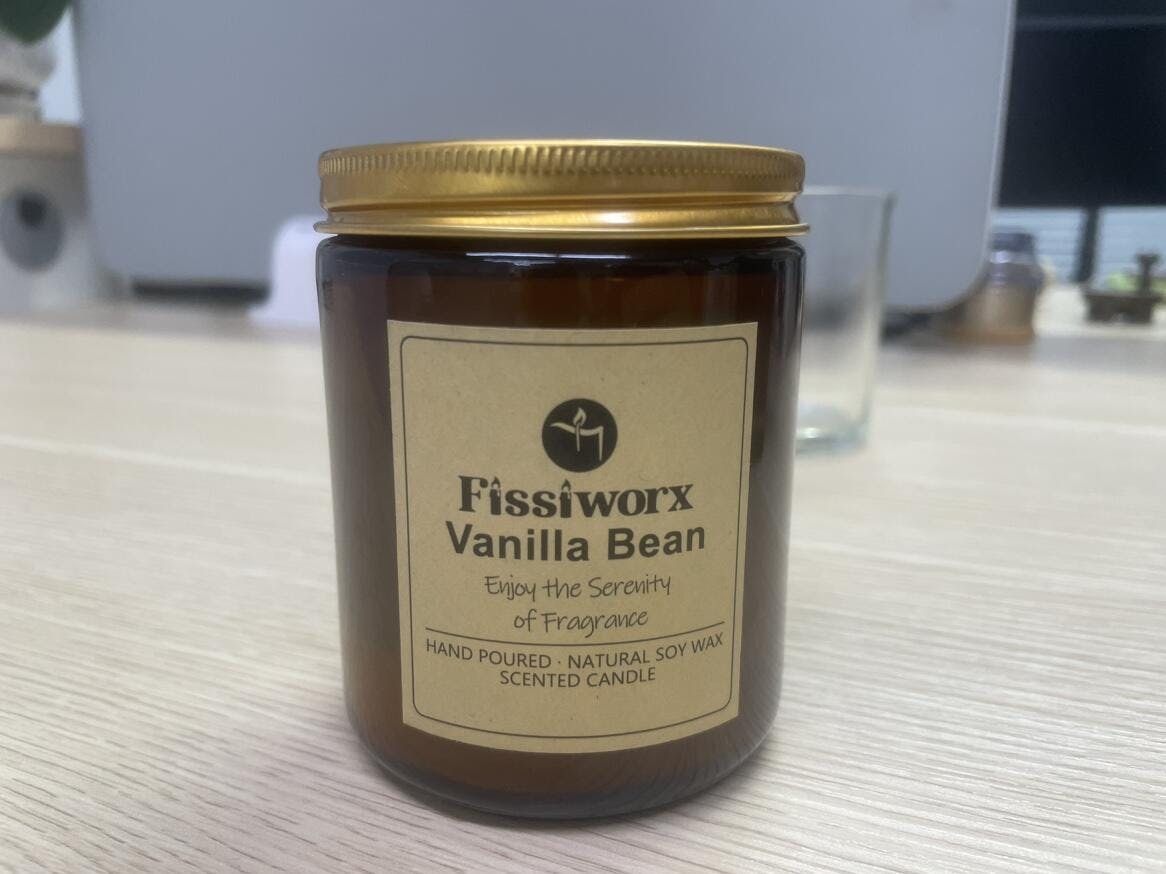 Fissiworx
Vanilla Bean
Enjoy the Serenity
of Fragrance
HAND POURED · NATURAL SOY WAX
SCENTED CANDLE